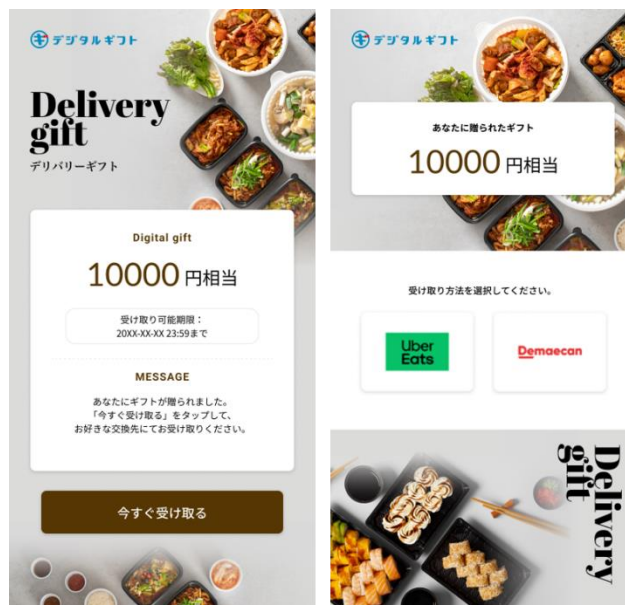 デジタルギフト
Delivery
gift
デリバリーギフト
Digital gift
10000 円相当
受け取り可能期限：
20XX-XX-XX 23:59まで
MESSAGE
あなたにギフトが贈られました。
「今すぐ受け取る」をタップして、
お好きな交換先にてお受け取りください。
今すぐ受け取る
デジタルギフト
あなたに贈られたギフト
10000 円相当
受け取り方法を選択してください。
Uber
Eats
Demaecan
Delivery
gift